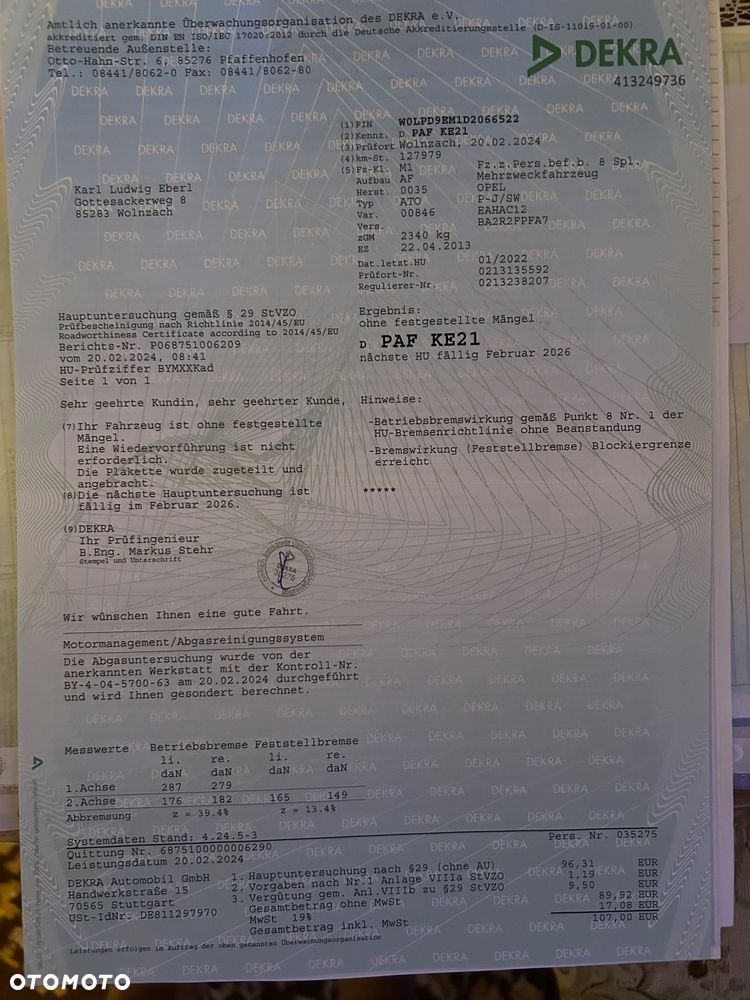 Amtlich anerkannte Überwachungsorganisation des DEKRA e.V.
akkreditiert gem. DIN EN ISO/IEC 17020:2012 durch die Deutsche Akkreditierungsstelle (D-IS-11019-01-00)
Betreuende Außenstelle:
Otto-Hahn-Str. 6, 85276 Pfaffenhofen
Tel.: 08441/8062-0 Fax: 08441/8062-80
DEKRA
413249736
(1) FIN W0LPD9EM1D2066522
(2) Kennz. D PAF KE21
(3) Prüfort Wolnzach, 20.02.2024
(4) km-St. 127979
(5) Fz-Kl. M1 Fz.z.Pers.bef.b. 8 Spl.
Aufbau AF Mehrzweckfahrzeug
Herst. 0035 OPEL
Typ ATO P-J/SW
Var. 00846 EAHAC12
Vers. BA2R2FPFA7
zGM 2340 kg
EZ 22.04.2013
Dat.letzt.HU 01/2022
Prüfort-Nr. 0213135592
Regulierer-Nr. 0213238207
Karl Ludwig Eberl
Gottesackerweg 8
85283 Wolnzach
Hauptuntersuchung gemäß § 29 StVZO
Prüfbescheinigung nach Richtlinie 2014/45/EU
Roadworthiness Certificate according to 2014/45/EU
Berichts-Nr. P068751006209
vom 20.02.2024, 08:41
HU-Prüfziffer BYMXXKad
Seite 1 von 1
Ergebnis:
ohne festgestellte Mängel
D PAF KE21
nächste HU fällig Februar 2026
Sehr geehrte Kundin, sehr geehrter Kunde,
(7) Ihr Fahrzeug ist ohne festgestellte
Mängel.
Eine Wiedervorführung ist nicht
erforderlich.
Die Plakette wurde zugeteilt und
angebracht.
(8) Die nächste Hauptuntersuchung ist
fällig im Februar 2026.
(9) DEKRA
Ihr Prüfingenieur
B.Eng. Markus Stehr
Stempel und Unterschrift
Hinweise:
-Betriebsbremswirkung gemäß Punkt 8 Nr. 1 der
HU-Bremsenrichtlinie ohne Beanstandung
-Bremswirkung (Feststellbremse) Blockiergrenze
erreicht
*****
Wir wünschen Ihnen eine gute Fahrt.
Motormanagement/Abgasreinigungssystem
Die Abgasuntersuchung wurde von der
anerkannten Werkstatt mit der Kontroll-Nr.
BY-4-04-5700-63 am 20.02.2024 durchgeführt
und wird Ihnen gesondert berechnet.
Messwerte Betriebsbremse Feststellbremse
li. re. li. re.
daN daN daN daN
1.Achse 287 279
2.Achse 176 182 165 149
Abbremsung z = 39.4% z = 13.4%
Systemdaten Stand: 4.24.5-3 Pers. Nr. 035275
Quittung Nr. 6875100000006290
Leistungsdatum 20.02.2024
DEKRA Automobil GmbH
Handwerkstraße 15
70565 Stuttgart
USt-IdNr. DE811297970
1. Hauptuntersuchung nach §29 (ohne AU) 96,31 EUR
2. Vorgaben nach Nr.1 Anlage VIIIa StVZO 1,19 EUR
3. Vergütung gem. Anl.VIIIb zu §29 StVZO 9,50 EUR
Gesamtbetrag ohne MwSt 89,92 EUR
MwSt 19% 17,08 EUR
Gesamtbetrag inkl. MwSt 107,00 EUR
Leistungen erfolgen im Auftrag der oben genannten Überwachungsorganisation
OTOMOTO